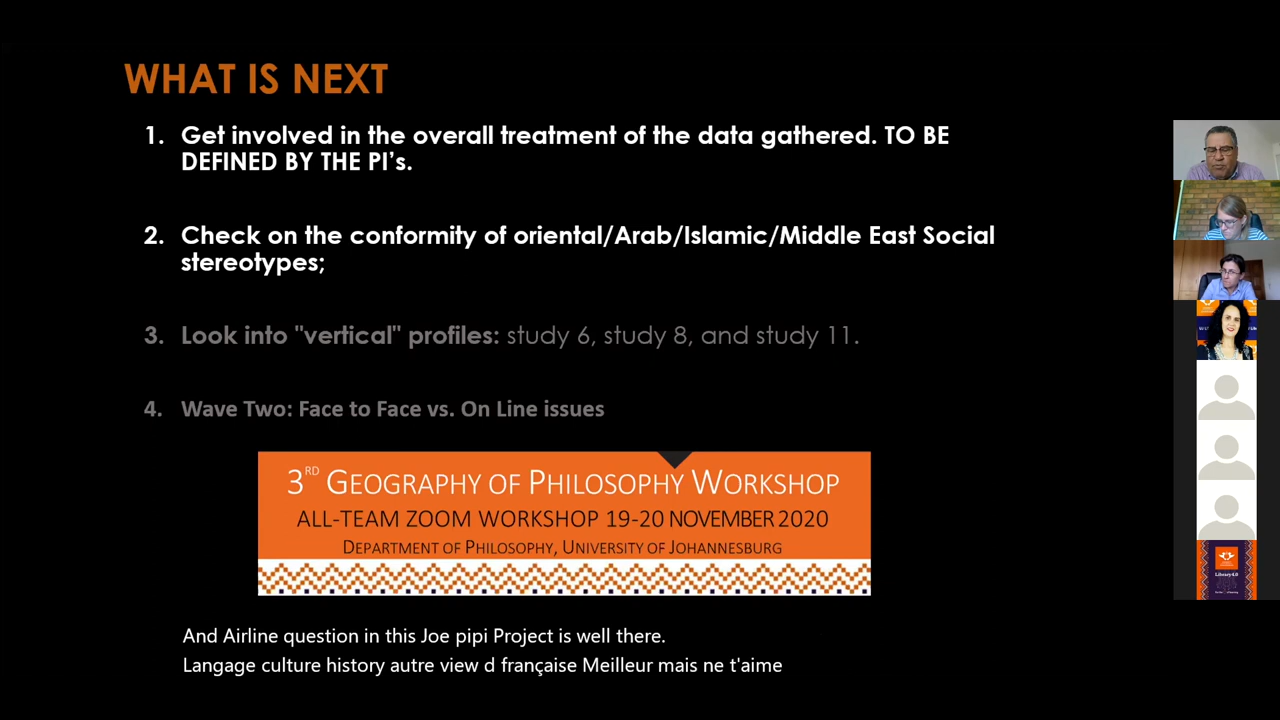 WHAT IS NEXT
1. Get involved in the overall treatment of the data gathered. TO BE
DEFINED BY THE PI's.
2. Check on the conformity of oriental/Arab/Islamic/Middle East Social
stereotypes;
3. Look into "vertical" profiles: study 6, study 8, and study 11.
4. Wave Two: Face to Face vs. On Line issues
3RD GEOGRAPHY OF PHILOSOPHY WORKSHOP
ALL-TEAM ZOOM WORKSHOP 19-20 NOVEMBER 2020
DEPARTMENT OF PHILOSOPHY, UNIVERSITY OF JOHANNESBURG
And Airline question in this Joe pipi Project is well there.
Langage culture history autre view d française Meilleur mais ne t'aime
Library 4.0